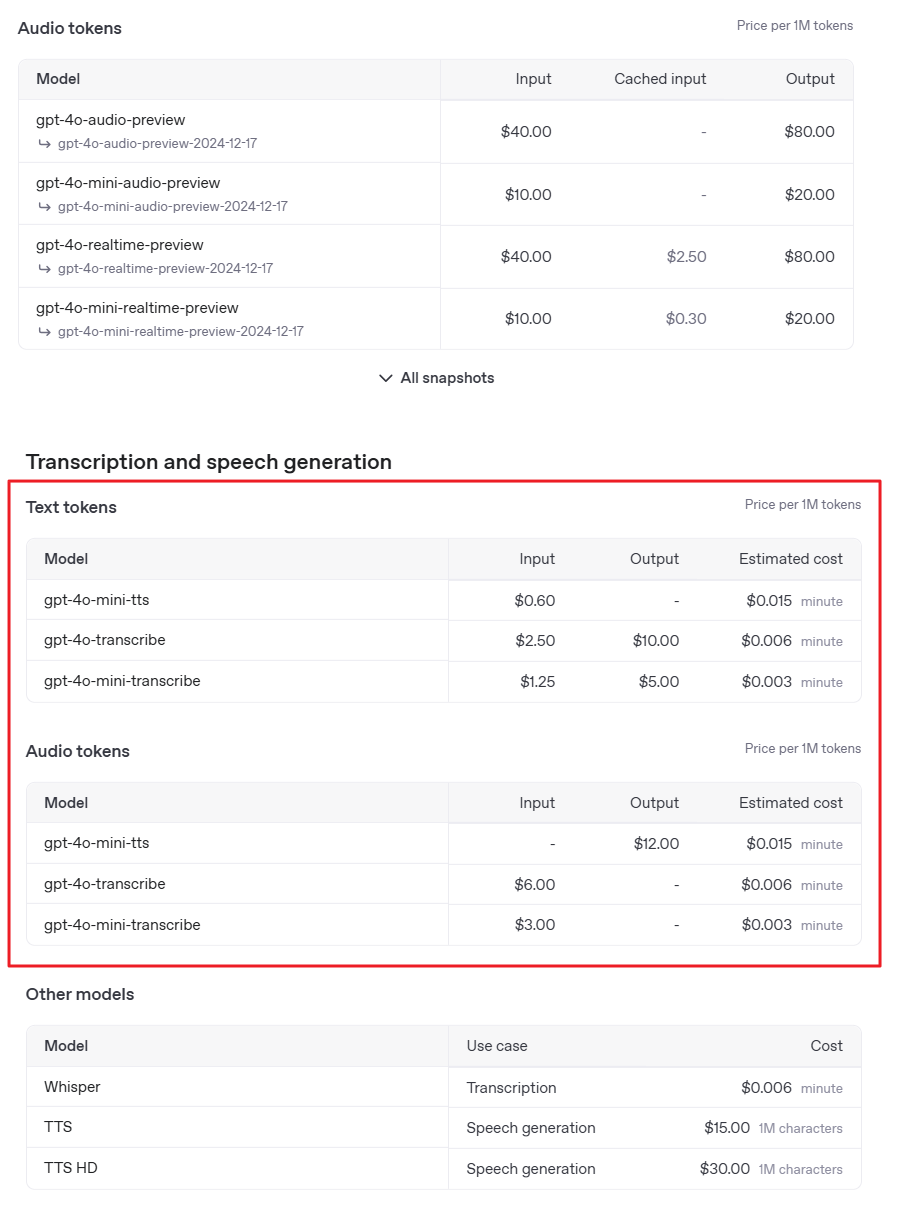 Audio tokens Price per 1M tokens
Model Input Cached input Output
gpt-4o-audio-preview $40.00 - $80.00
↳ gpt-4o-audio-preview-2024-12-17
gpt-4o-mini-audio-preview $10.00 - $20.00
↳ gpt-4o-mini-audio-preview-2024-12-17
gpt-4o-realtime-preview $40.00 $2.50 $80.00
↳ gpt-4o-realtime-preview-2024-12-17
gpt-4o-mini-realtime-preview $10.00 $0.30 $20.00
↳ gpt-4o-mini-realtime-preview-2024-12-17
All snapshots
Transcription and speech generation
Text tokens Price per 1M tokens
Model Input Output Estimated cost
gpt-4o-mini-tts $0.60 - $0.015 minute
gpt-4o-transcribe $2.50 $10.00 $0.006 minute
gpt-4o-mini-transcribe $1.25 $5.00 $0.003 minute
Audio tokens Price per 1M tokens
Model Input Output Estimated cost
gpt-4o-mini-tts - $12.00 $0.015 minute
gpt-4o-transcribe $6.00 - $0.006 minute
gpt-4o-mini-transcribe $3.00 - $0.003 minute
Other models
Model Use case Cost
Whisper Transcription $0.006 minute
TTS Speech generation $15.00 1M characters
TTS HD Speech generation $30.00 1M characters